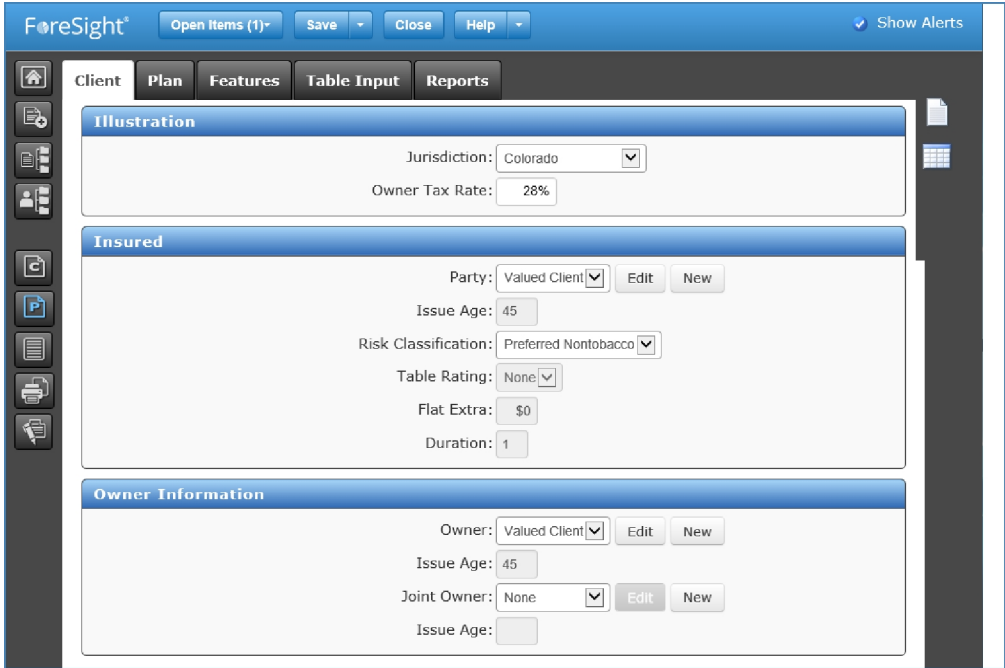 ForeSight® Open Items (1) Save Close Help Show Alerts
Client Plan Features Table Input Reports
Illustration
Jurisdiction: Colorado
Owner Tax Rate: 28%
Insured
Party: Valued Client Edit New
Issue Age: 45
Risk Classification: Preferred Nontobacco
Table Rating: None
Flat Extra: $0
Duration: 1
Owner Information
Owner: Valued Client Edit New
Issue Age: 45
Joint Owner: None Edit New
Issue Age:
C
P